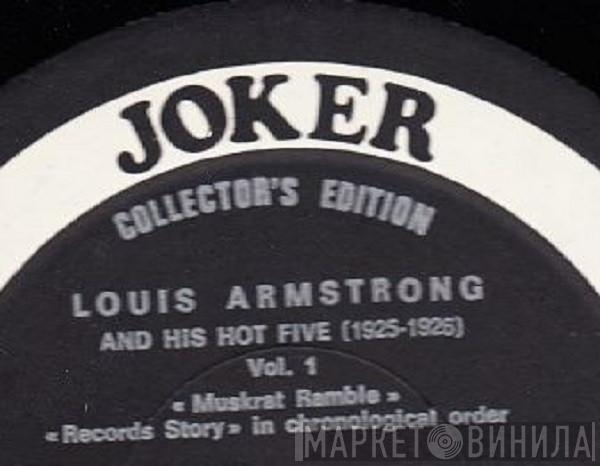 JOKER
COLLECTOR'S EDITION
LOUIS ARMSTRONG
AND HIS HOT FIVE (1925-1926)
Vol. 1
« Muskrat Ramble »
«Records Story» in chronological order
МАРКЕТ ВИНИЛА